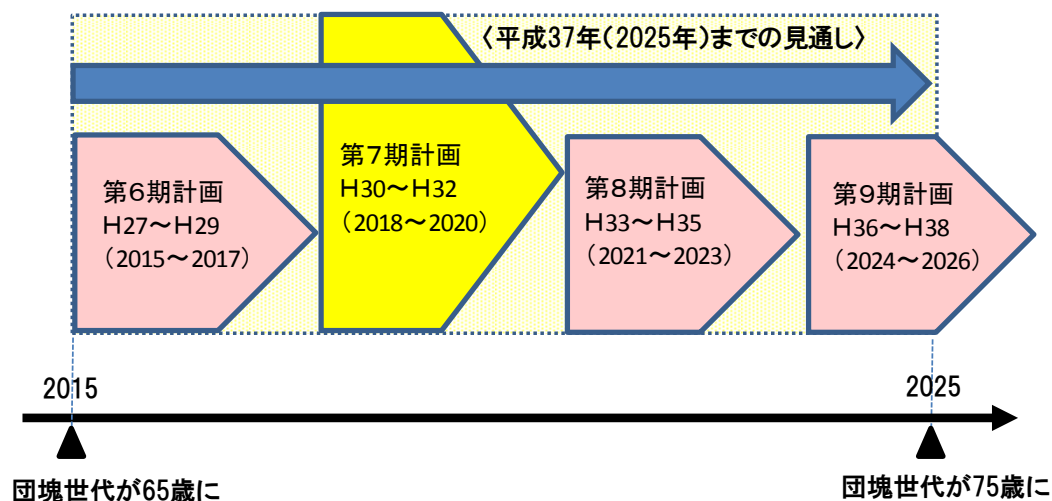 〈平成37年(2025年)までの見通し〉
第６期計画
H27～H29
（2015～2017）
第７期計画
H30～H32
（2018～2020）
第８期計画
H33～H35
（2021～2023）
第９期計画
H36～H38
（2024～2026）
2015
2025
団塊世代が65歳に
団塊世代が75歳に